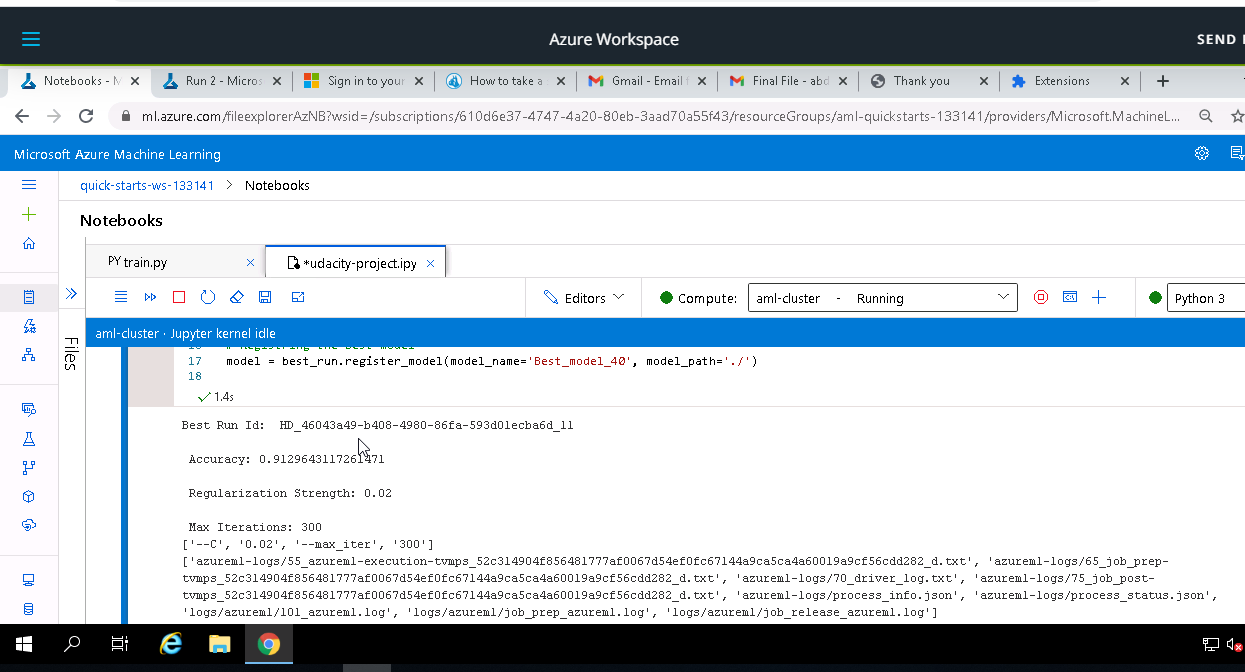 Azure Workspace
SEND
Notebooks - M
Run 2 - Micros
Sign in to your
How to take a
Gmail - Email f
Final File - abd
Thank you
Extensions
ml.azure.com/fileexplorerAzNB?wsid=/subscriptions/610d6e37-4747-4a20-80eb-3aad70a55f43/resourceGroups/aml-quickstarts-133141/providers/Microsoft.MachineL...
Microsoft Azure Machine Learning
quick-starts-ws-133141 > Notebooks
Notebooks
PY train.py
*udacity-project.ipy
Editors
Compute:
aml-cluster - Running
Python 3
aml-cluster · Jupyter kernel idle
Files
16 # Registring the best model
17 model = best_run.register_model(model_name='Best_model_40', model_path='./')
18
1.4s
Best Run Id: HD_46043a49-b408-4980-86fa-593d01ecba6d_11
Accuracy: 0.9129643117261471
Regularization Strength: 0.02
Max Iterations: 300
['--C', '0.02', '--max_iter', '300']
['azureml-logs/55_azureml-execution-tvmps_52c314904f856481777af0067d54ef0fc67144a9ca5ca4a60019a9cf56cdd282_d.txt', 'azureml-logs/65_job_prep-
tvmps_52c314904f856481777af0067d54ef0fc67144a9ca5ca4a60019a9cf56cdd282_d.txt', 'azureml-logs/70_driver_log.txt', 'azureml-logs/75_job_post-
tvmps_52c314904f856481777af0067d54ef0fc67144a9ca5ca4a60019a9cf56cdd282_d.txt', 'azureml-logs/process_info.json', 'azureml-logs/process_status.json',
'logs/azureml/101_azureml.log', 'logs/azureml/job_prep_azureml.log', 'logs/azureml/job_release_azureml.log']